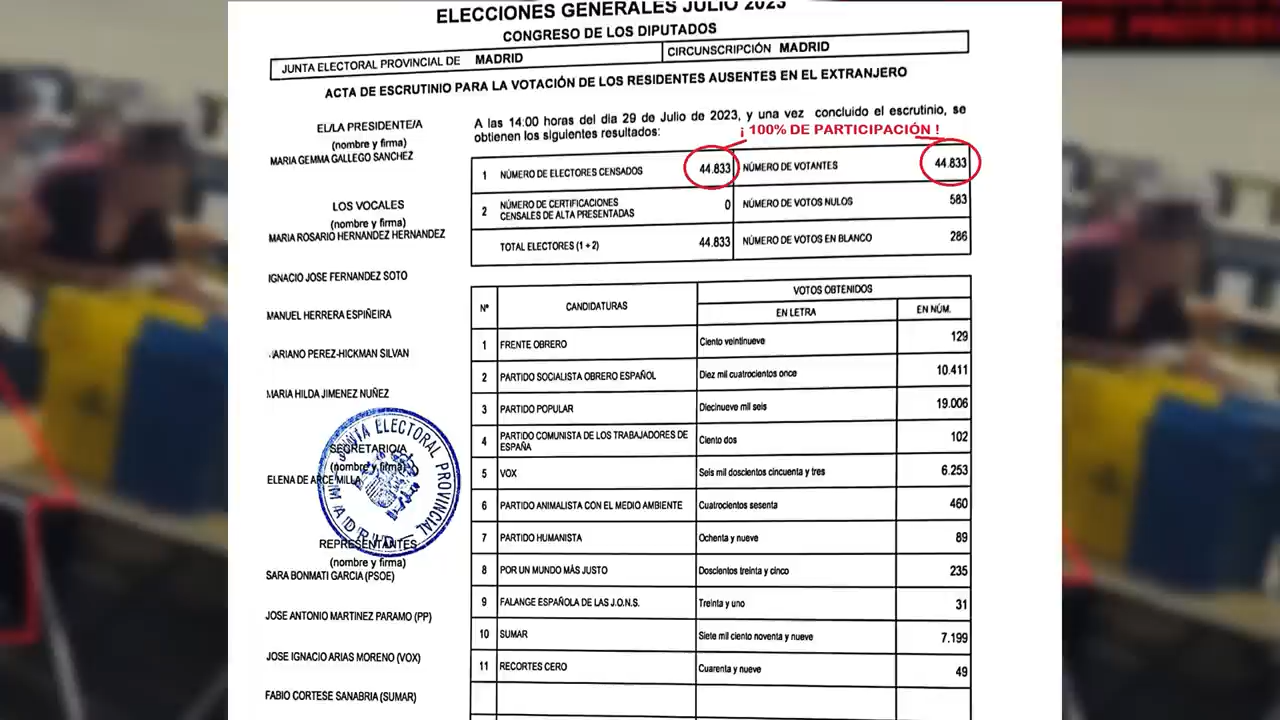 ELECCIONES GENERALES JULIO 2023
CONGRESO DE LOS DIPUTADOS
JUNTA ELECTORAL PROVINCIAL DE MADRID
CIRCUNSCRIPCIÓN MADRID
ACTA DE ESCRUTINIO PARA LA VOTACIÓN DE LOS RESIDENTES AUSENTES EN EL EXTRANJERO
EL/LA PRESIDENTE/A
(nombre y firma)
MARIA GEMMA GALLEGO SANCHEZ
LOS VOCALES
(nombre y firma)
MARIA ROSARIO HERNANDEZ HERNANDEZ
IGNACIO JOSE FERNANDEZ SOTO
MANUEL HERRERA ESPIÑEIRA
MARIANO PEREZ-HICKMAN SILVAN
MARIA HILDA JIMENEZ NUÑEZ
SECRETARIO/A
(nombre y firma)
ELENA DE ARCE MILLA
JUNTA ELECTORAL PROVINCIAL
MADRID
REPRESENTANTES
(nombre y firma)
SARA BONMATI GARCIA (PSOE)
JOSE ANTONIO MARTINEZ PARAMO (PP)
JOSE IGNACIO ARIAS MORENO (VOX)
FABIO CORTESE SANABRIA (SUMAR)
A las 14:00 horas del día 29 de Julio de 2023, y una vez concluido el escrutinio, se
obtienen los siguientes resultados:
¡ 100% DE PARTICIPACIÓN !
1 NÚMERO DE ELECTORES CENSADOS 44.833 NÚMERO DE VOTANTES 44.833
2 NÚMERO DE CERTIFICACIONES
CENSALES DE ALTA PRESENTADAS 0 NÚMERO DE VOTOS NULOS 583
TOTAL ELECTORES (1 + 2) 44.833 NÚMERO DE VOTOS EN BLANCO 286
Nº CANDIDATURAS VOTOS OBTENIDOS
EN LETRA EN NÚM.
1 FRENTE OBRERO Ciento veintinueve 129
2 PARTIDO SOCIALISTA OBRERO ESPAÑOL Diez mil cuatrocientos once 10.411
3 PARTIDO POPULAR Diecinueve mil seis 19.006
4 PARTIDO COMUNISTA DE LOS TRABAJADORES DE
ESPAÑA Ciento dos 102
5 VOX Seis mil doscientos cincuenta y tres 6.253
6 PARTIDO ANIMALISTA CON EL MEDIO AMBIENTE Cuatrocientos sesenta 460
7 PARTIDO HUMANISTA Ochenta y nueve 89
8 POR UN MUNDO MÁS JUSTO Doscientos treinta y cinco 235
9 FALANGE ESPAÑOLA DE LAS J.O.N.S. Treinta y uno 31
10 SUMAR Siete mil ciento noventa y nueve 7.199
11 RECORTES CERO Cuarenta y nueve 49